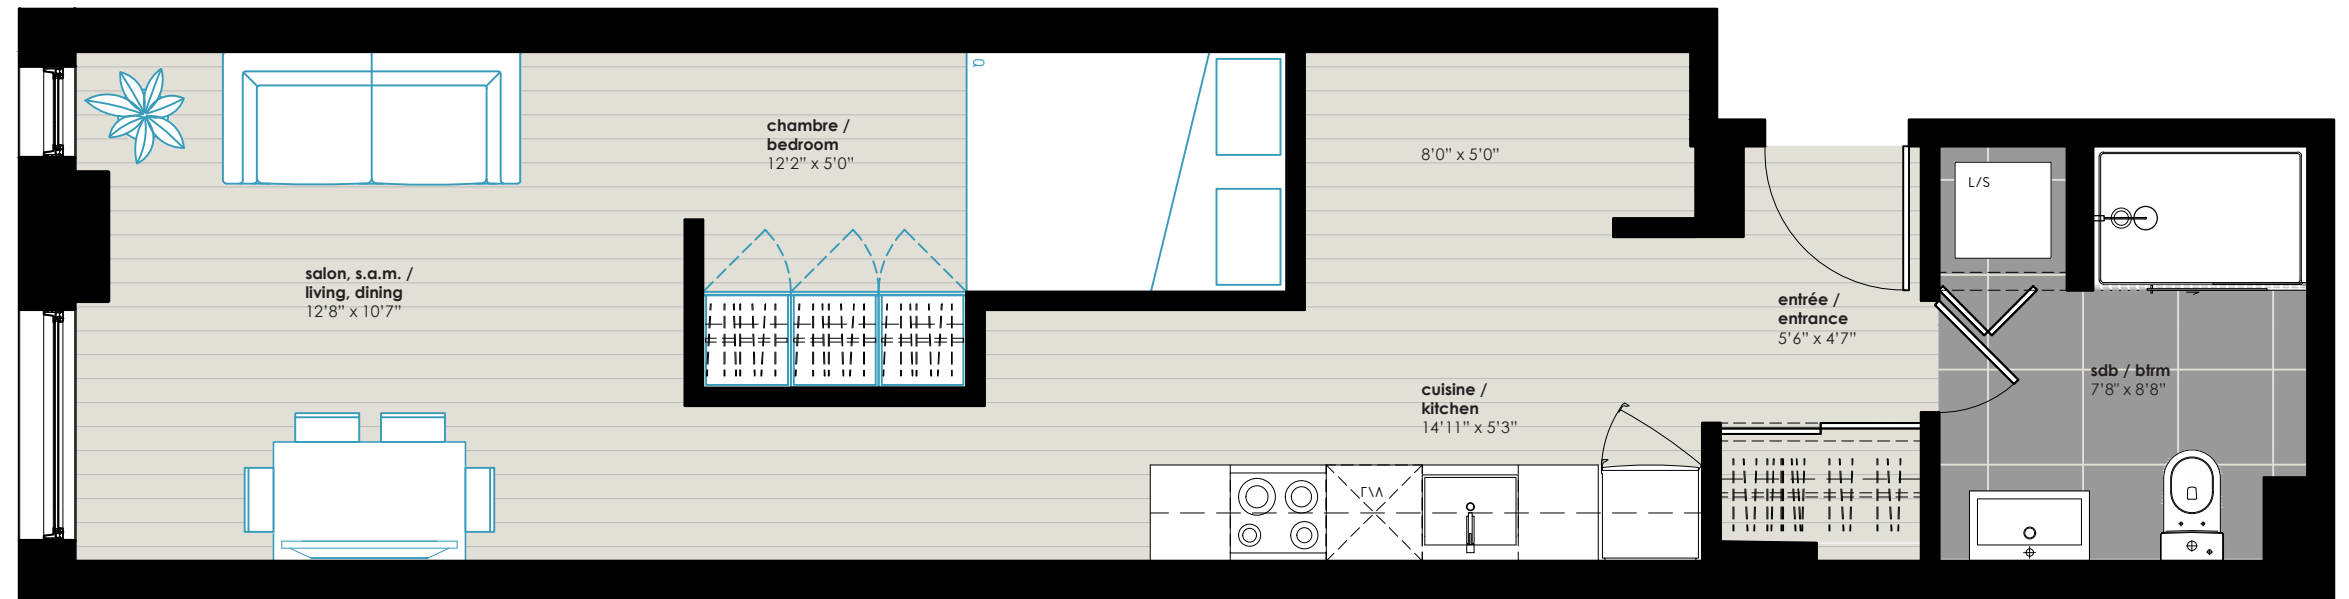 chambre /
bedroom
12’2” x 5’0”
8’0” x 5’0”
L/S
salon, s.a.m. /
living, dining
12’8” x 10’7”
entrée /
entrance
5’6” x 4’7”
cuisine /
kitchen
14’11” x 5’3”
sdb / btrm
7’8” x 8’8”
L\V
Q